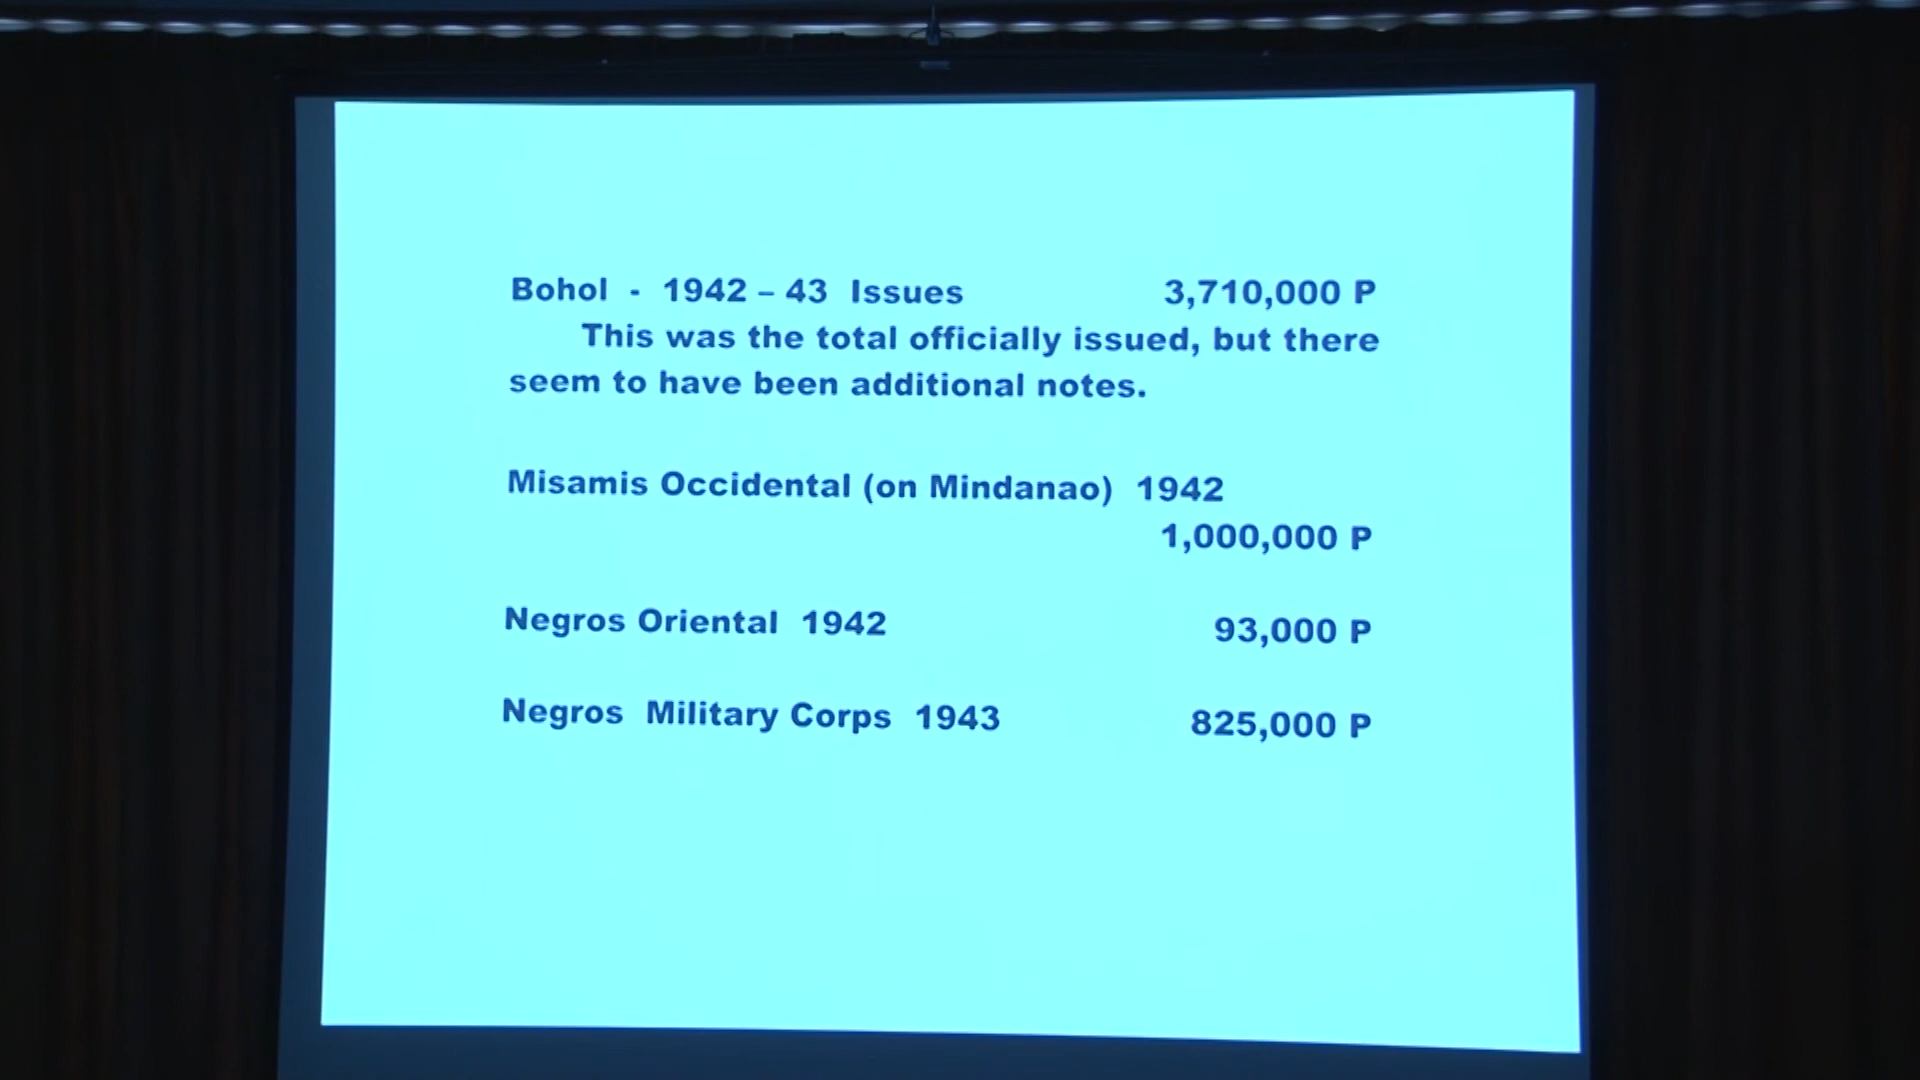 Bohol - 1942 – 43 Issues 3,710,000 P
This was the total officially issued, but there
seem to have been additional notes.
Misamis Occidental (on Mindanao) 1942
1,000,000 P
Negros Oriental 1942 93,000 P
Negros Military Corps 1943 825,000 P